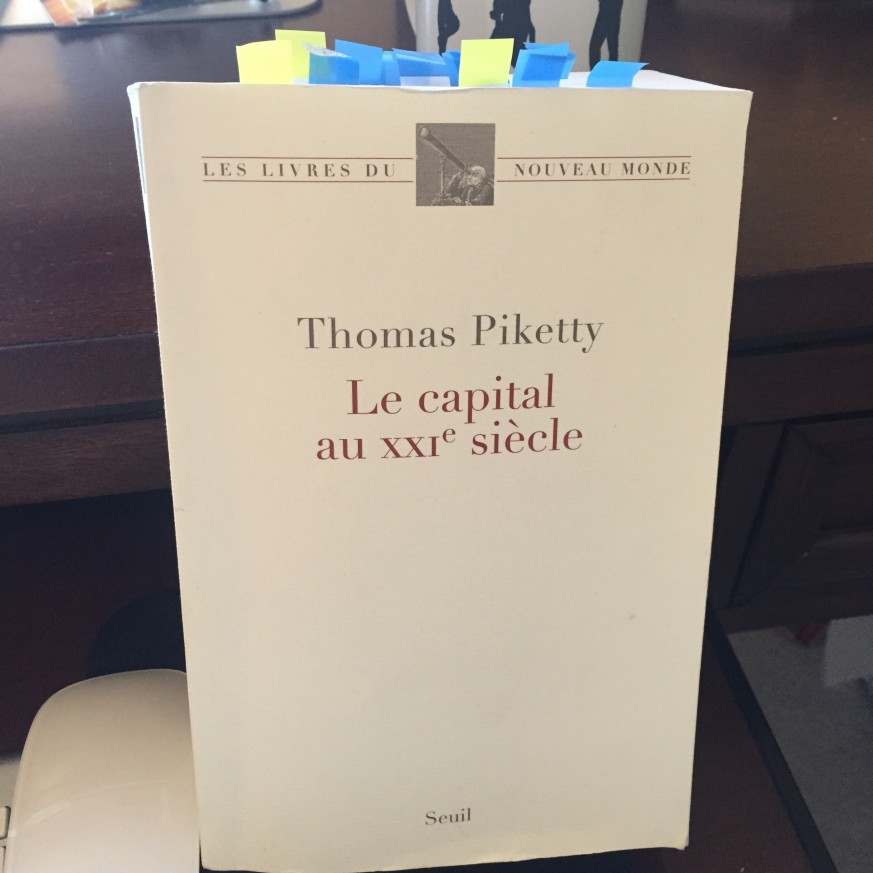 LES LIVRES DU NOUVEAU MONDE
Thomas Piketty
Le capital
au XXIe siècle
Seuil